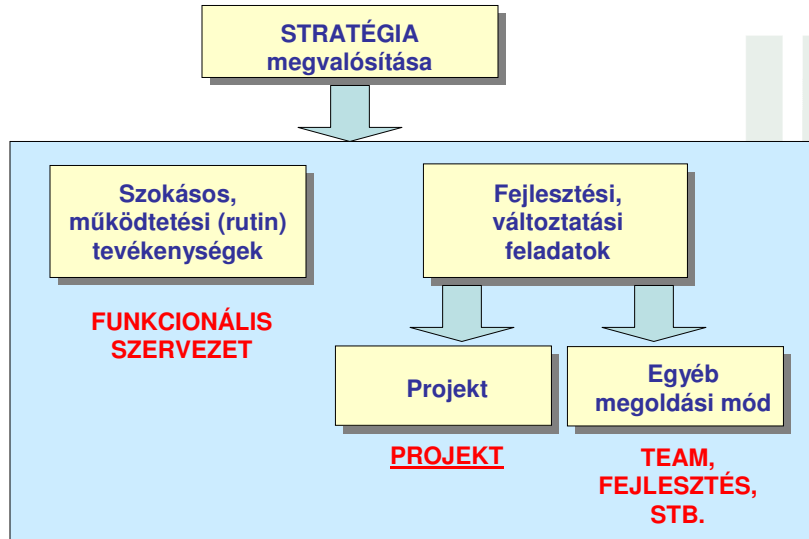 STRATÉGIA
megvalósítása
Szokásos,
működtetési (rutin)
tevékenységek
FUNKCIONÁLIS
SZERVEZET
Fejlesztési,
változtatási
feladatok
Projekt
PROJEKT
Egyéb
megoldási mód
TEAM,
FEJLESZTÉS,
STB.